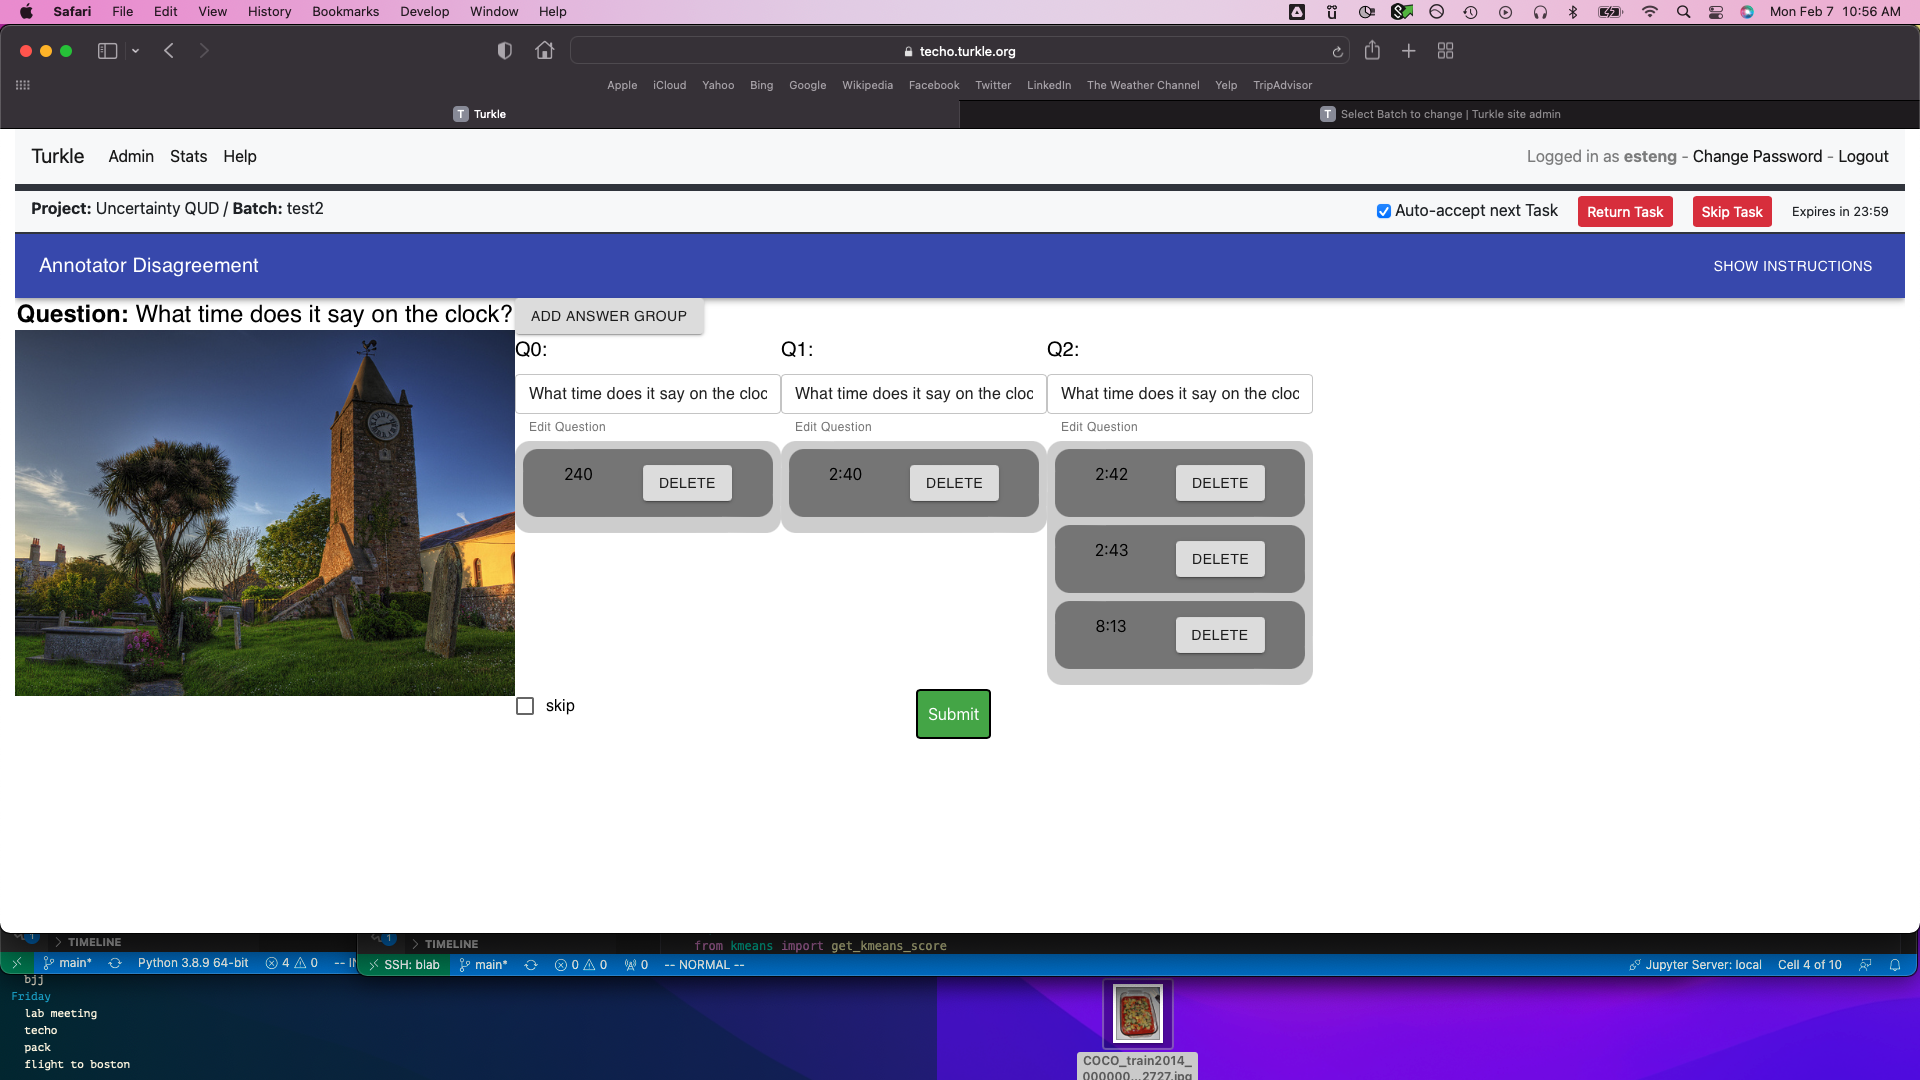 Safari File Edit View History Bookmarks Develop Window Help Mon Feb 7 10:56 AM
techo.turkle.org
Apple iCloud Yahoo Bing Google Wikipedia Facebook Twitter LinkedIn The Weather Channel Yelp TripAdvisor
T Turkle T Select Batch to change | Turkle site admin
Turkle Admin Stats Help Logged in as esteng - Change Password - Logout
Project: Uncertainty QUD / Batch: test2 Auto-accept next Task Return Task Skip Task Expires in 23:59
Annotator Disagreement SHOW INSTRUCTIONS
Question: What time does it say on the clock? ADD ANSWER GROUP
Q0: Q1: Q2:
What time does it say on the cloc What time does it say on the cloc What time does it say on the cloc
Edit Question Edit Question Edit Question
240 DELETE 2:40 DELETE 2:42 DELETE
2:43 DELETE
8:13 DELETE
skip Submit
1 TIMELINE 1 TIMELINE from kmeans import get_kmeans_score
main* Python 3.8.9 64-bit 4 0 -- IN SSH: blab main* 0 0 0 -- NORMAL -- Jupyter Server: local Cell 4 of 10
bjj
Friday
lab meeting
techo
pack
flight to boston
COCO_train2014_
000000...2727.jpg